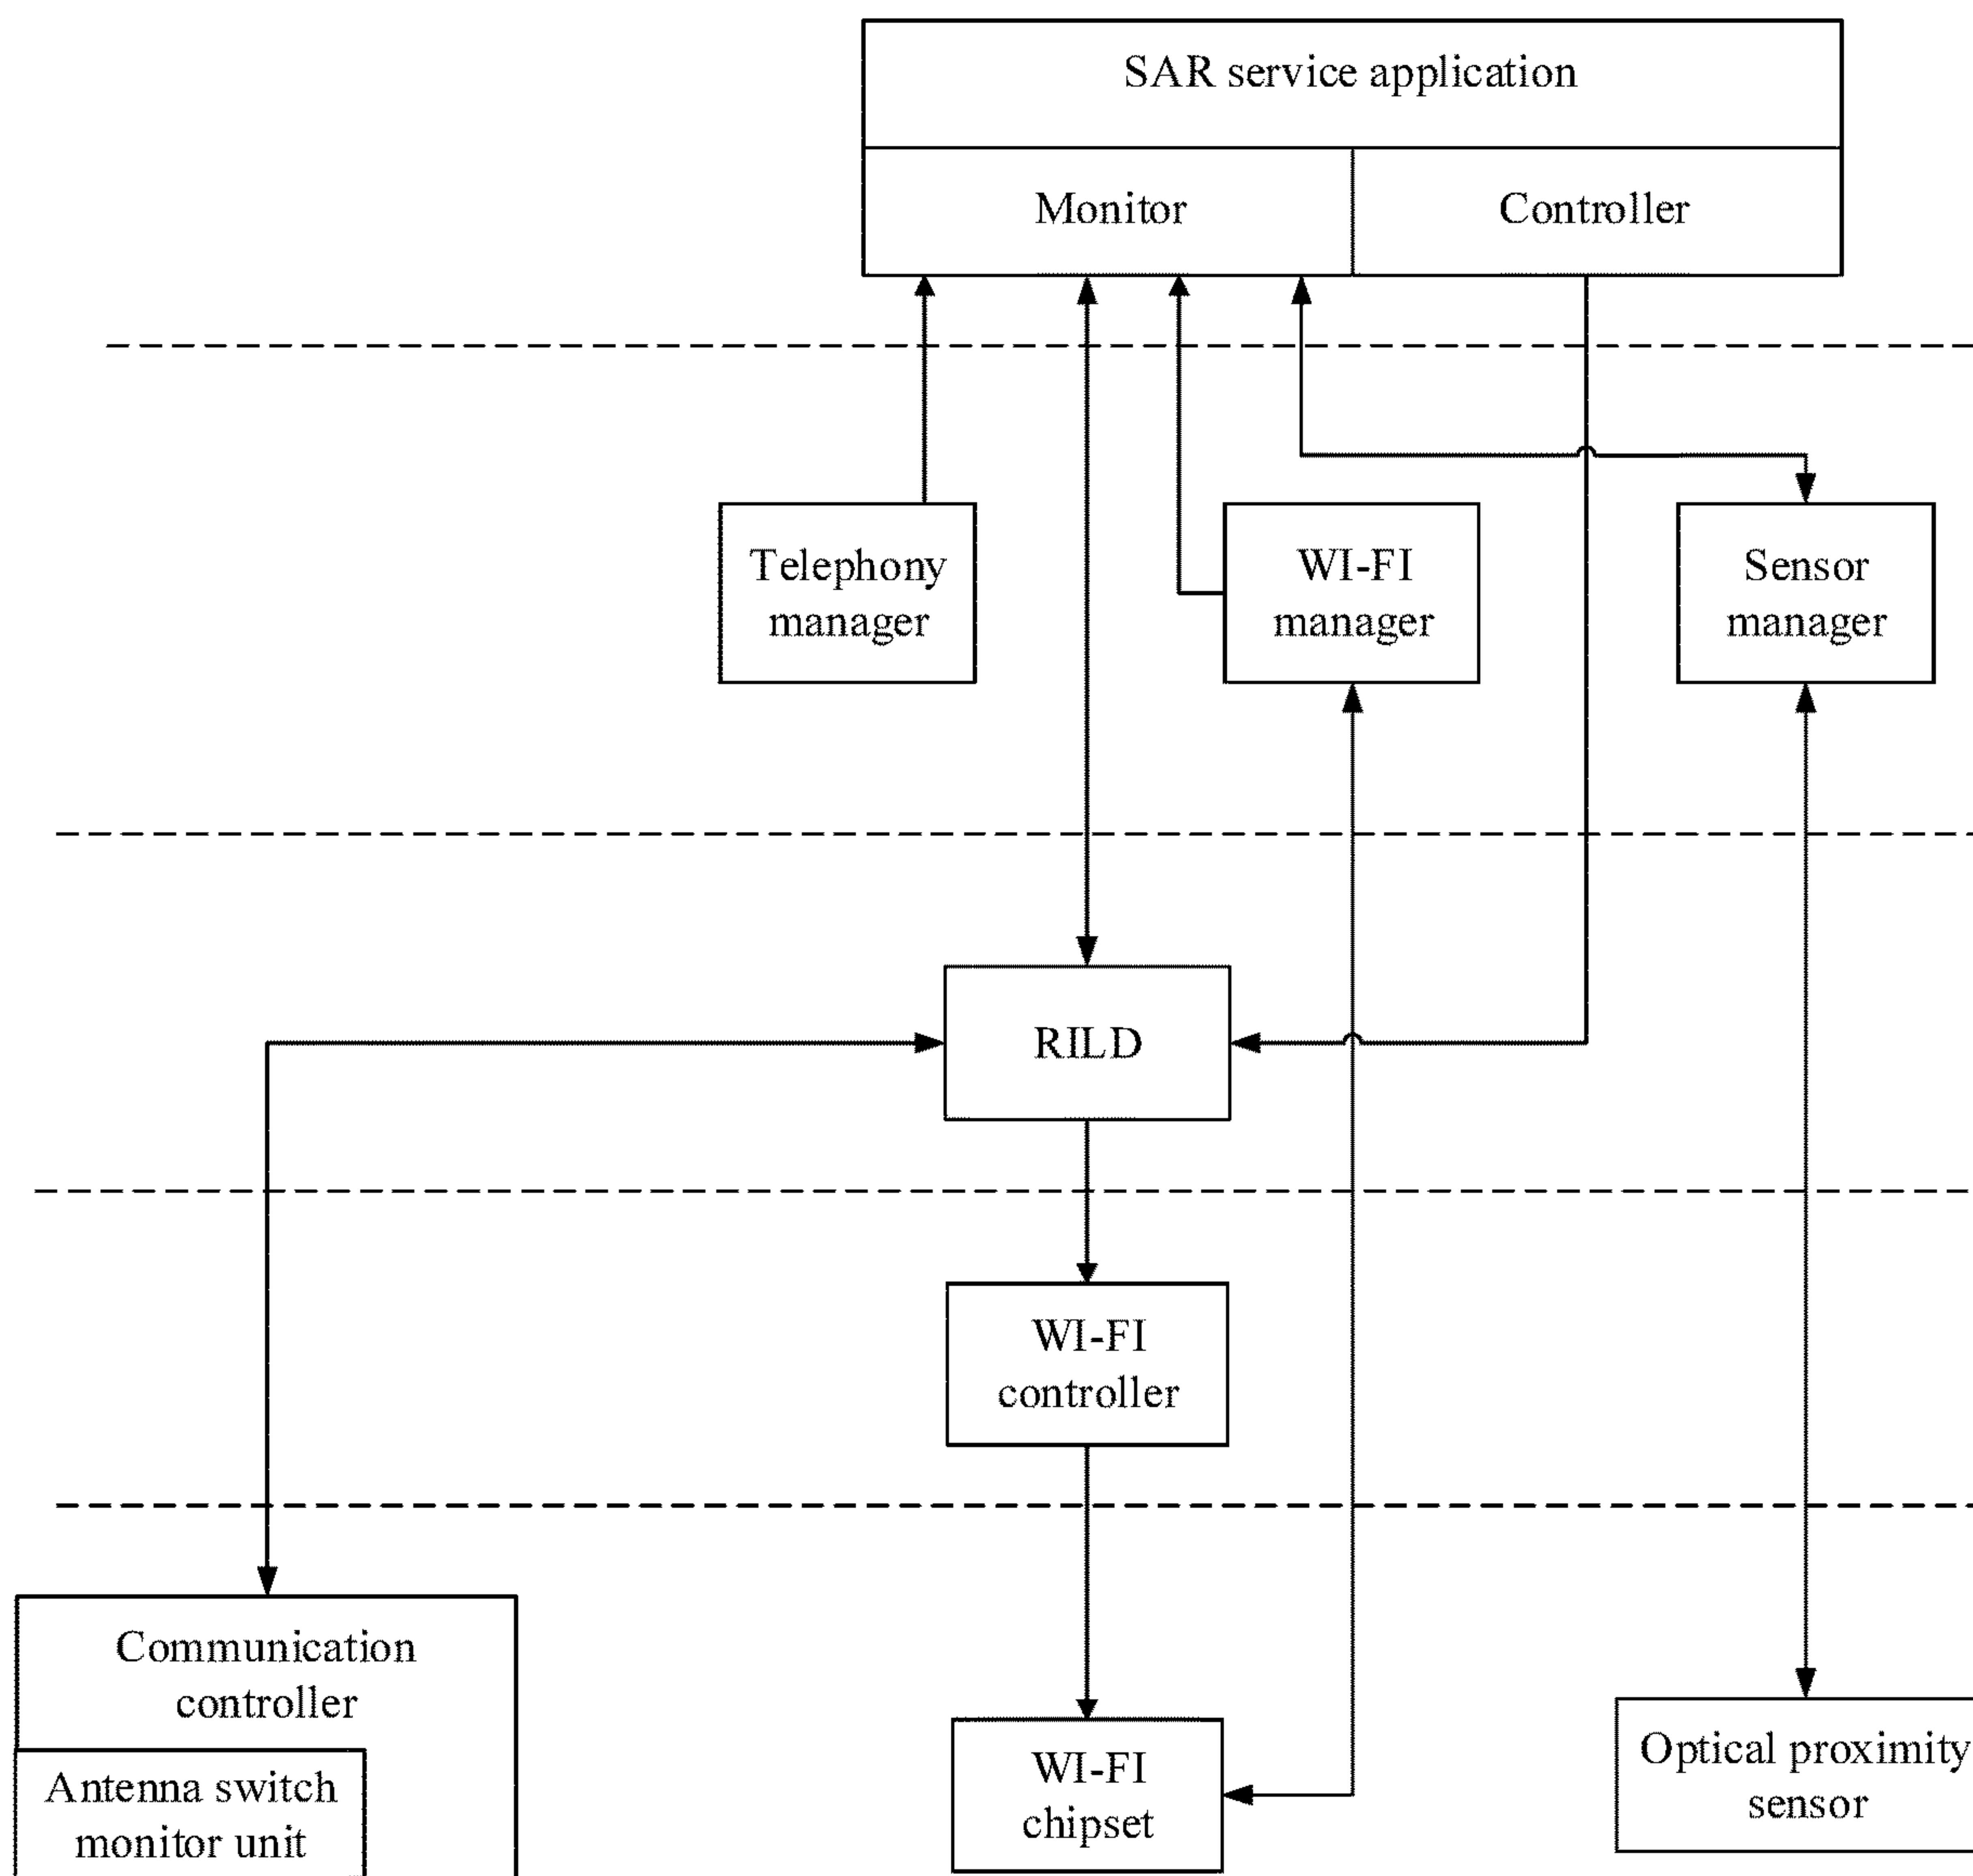 SAR service application
Monitor
Controller
Telephony
manager
WI-FI
manager
Sensor
manager
RILD
WI-FI
controller
Communication
controller
Antenna switch
monitor unit
WI-FI
chipset
Optical proximity
sensor